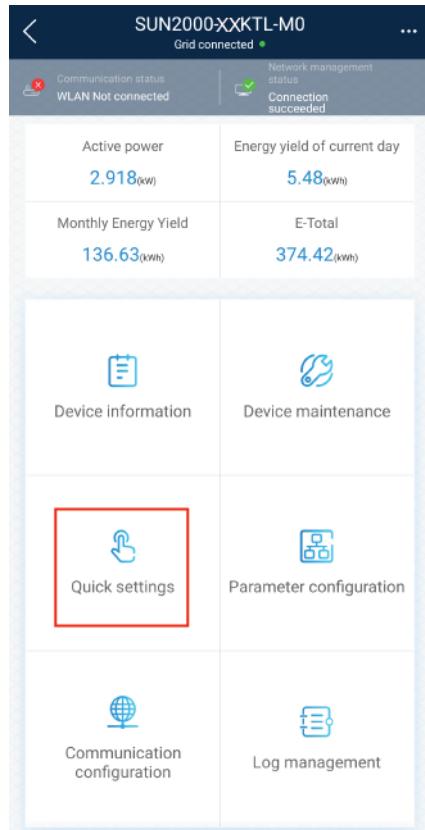 SUN2000-XXKTL-M0
Grid connected
Communication status
WLAN Not connected
Network management
status
Connection
succeeded
Active power
2.918(kW)
Energy yield of current day
5.48(kWh)
Monthly Energy Yield
136.63(kWh)
E-Total
374.42(kWh)
Device information
Device maintenance
Quick settings
Parameter configuration
Communication
configuration
Log management